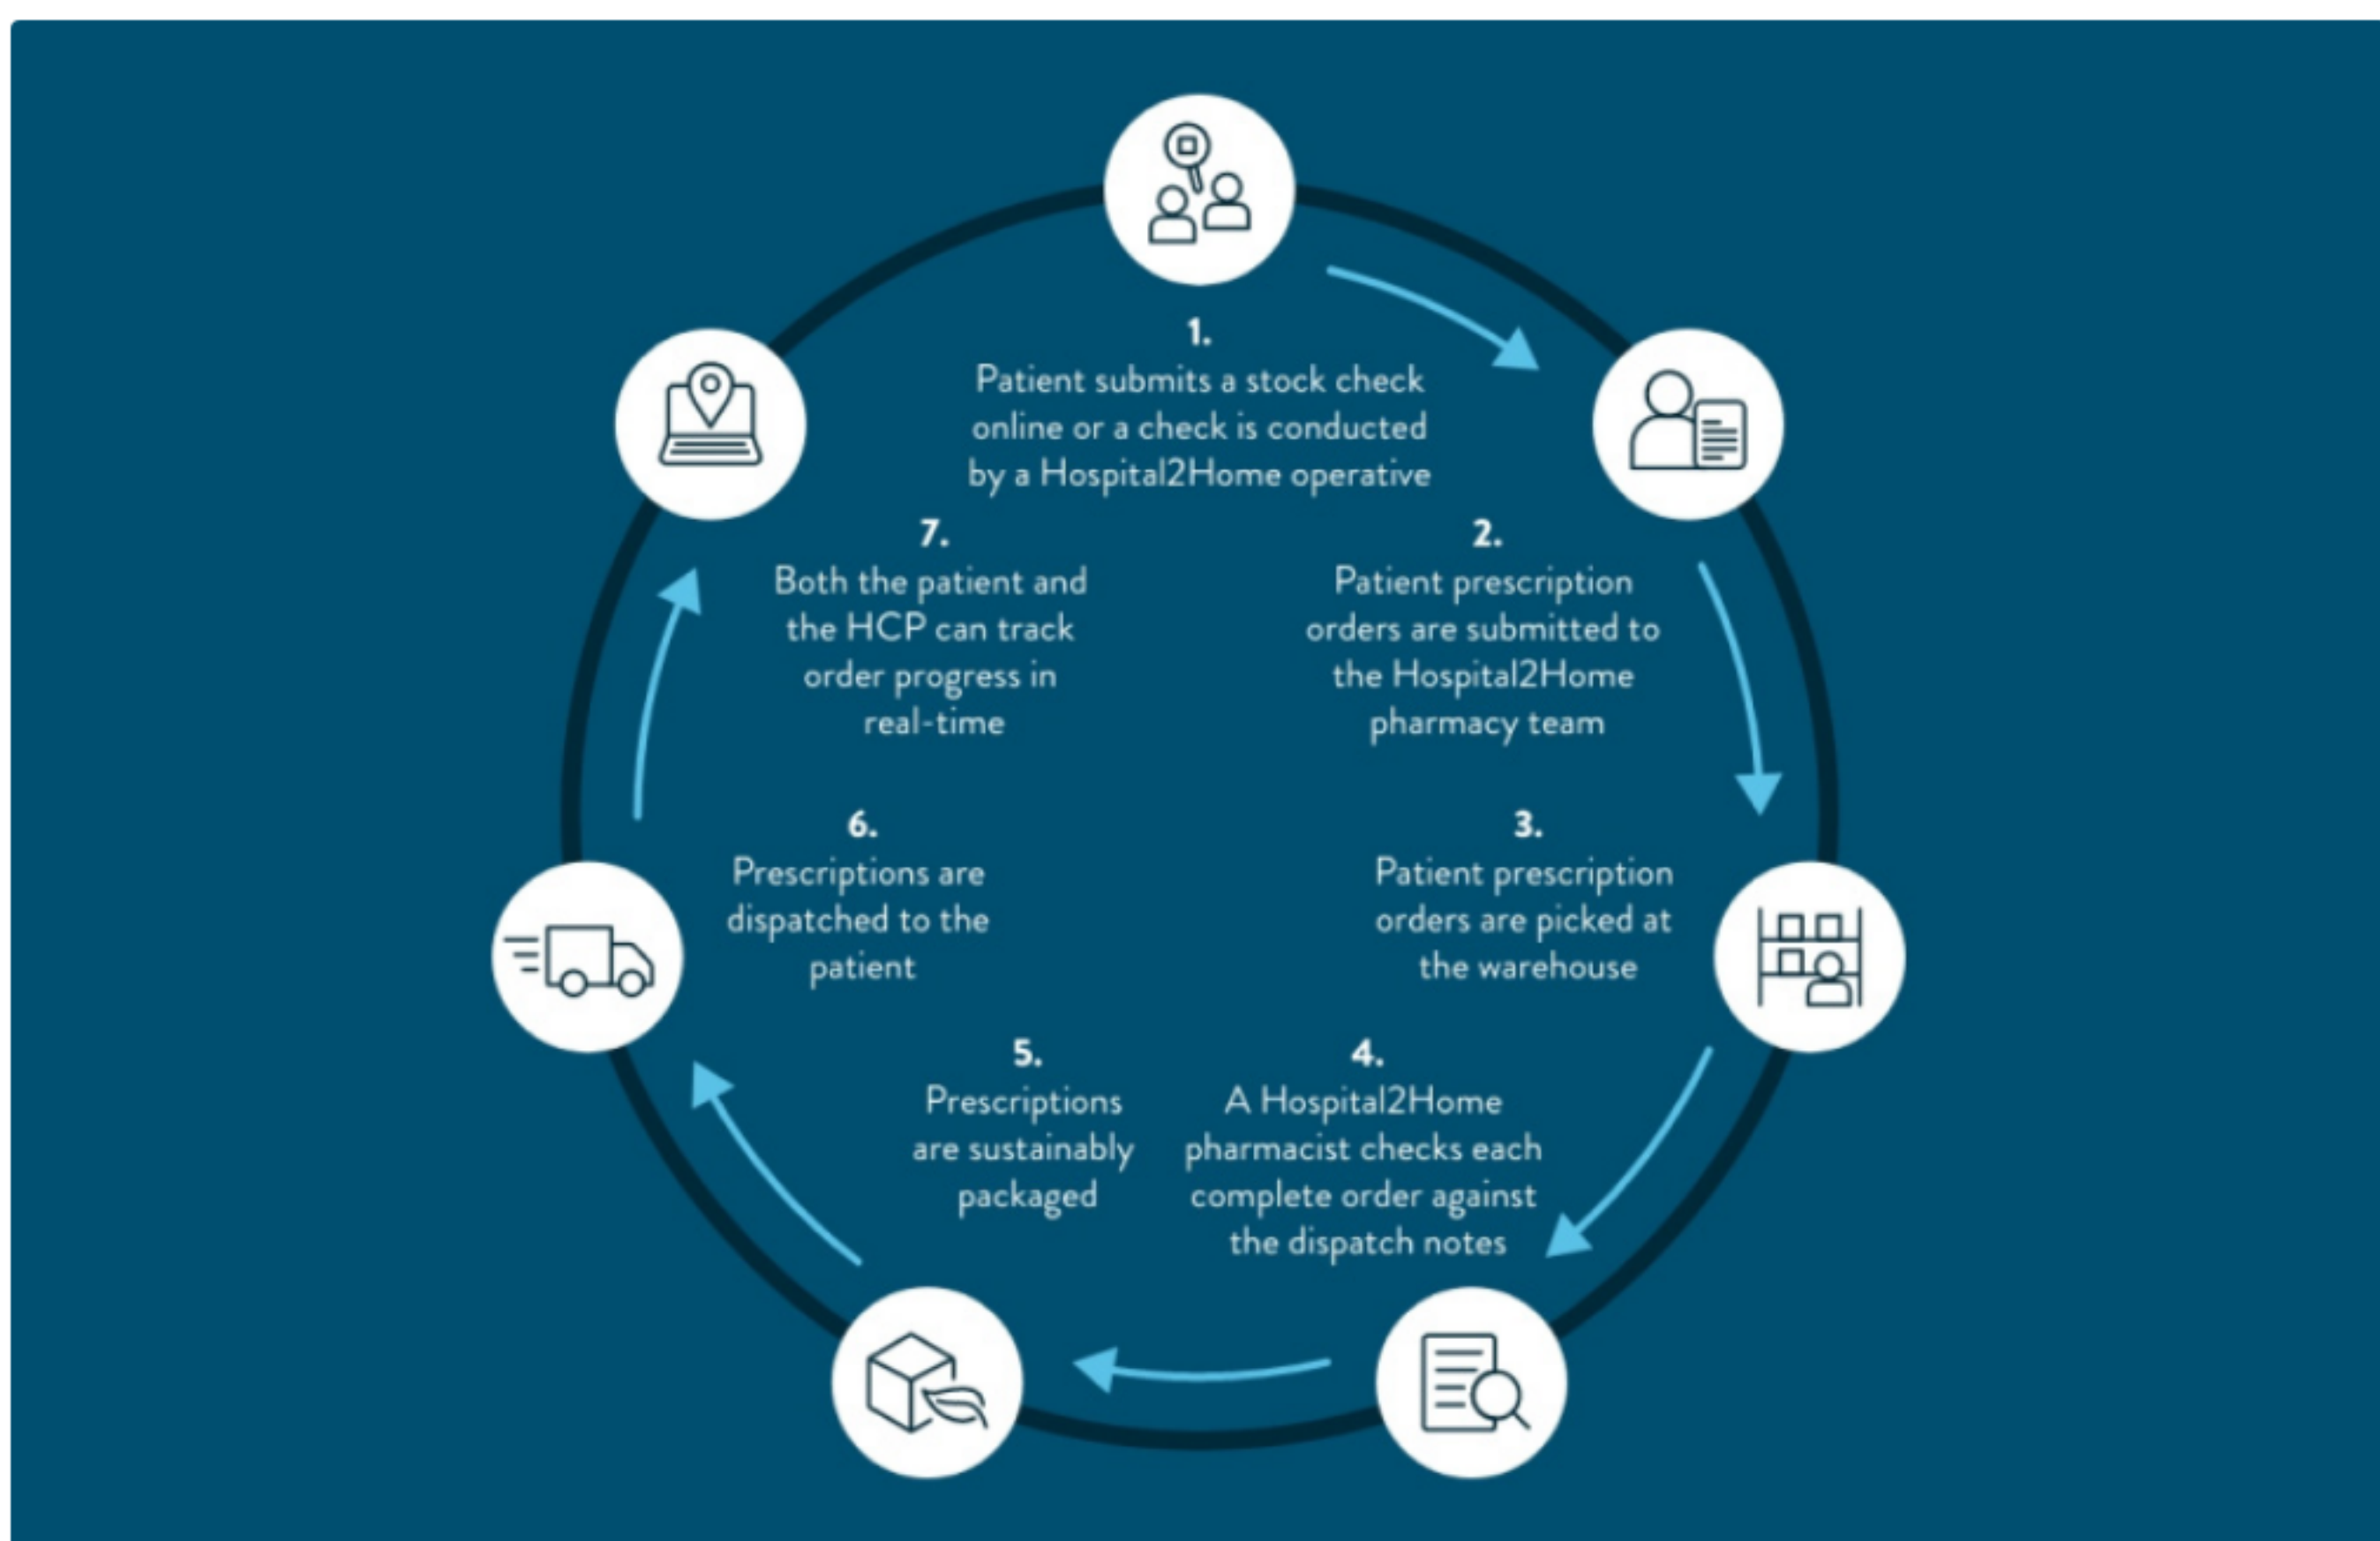 1.
Patient submits a stock check
online or a check is conducted
by a Hospital2Home operative
2.
Patient prescription
orders are submitted to
the Hospital2Home
pharmacy team
3.
Patient prescription
orders are picked at
the warehouse
4.
A Hospital2Home
pharmacist checks each
complete order against
the dispatch notes
5.
Prescriptions
are sustainably
packaged
6.
Prescriptions are
dispatched to the
patient
7.
Both the patient and
the HCP can track
order progress in
real-time